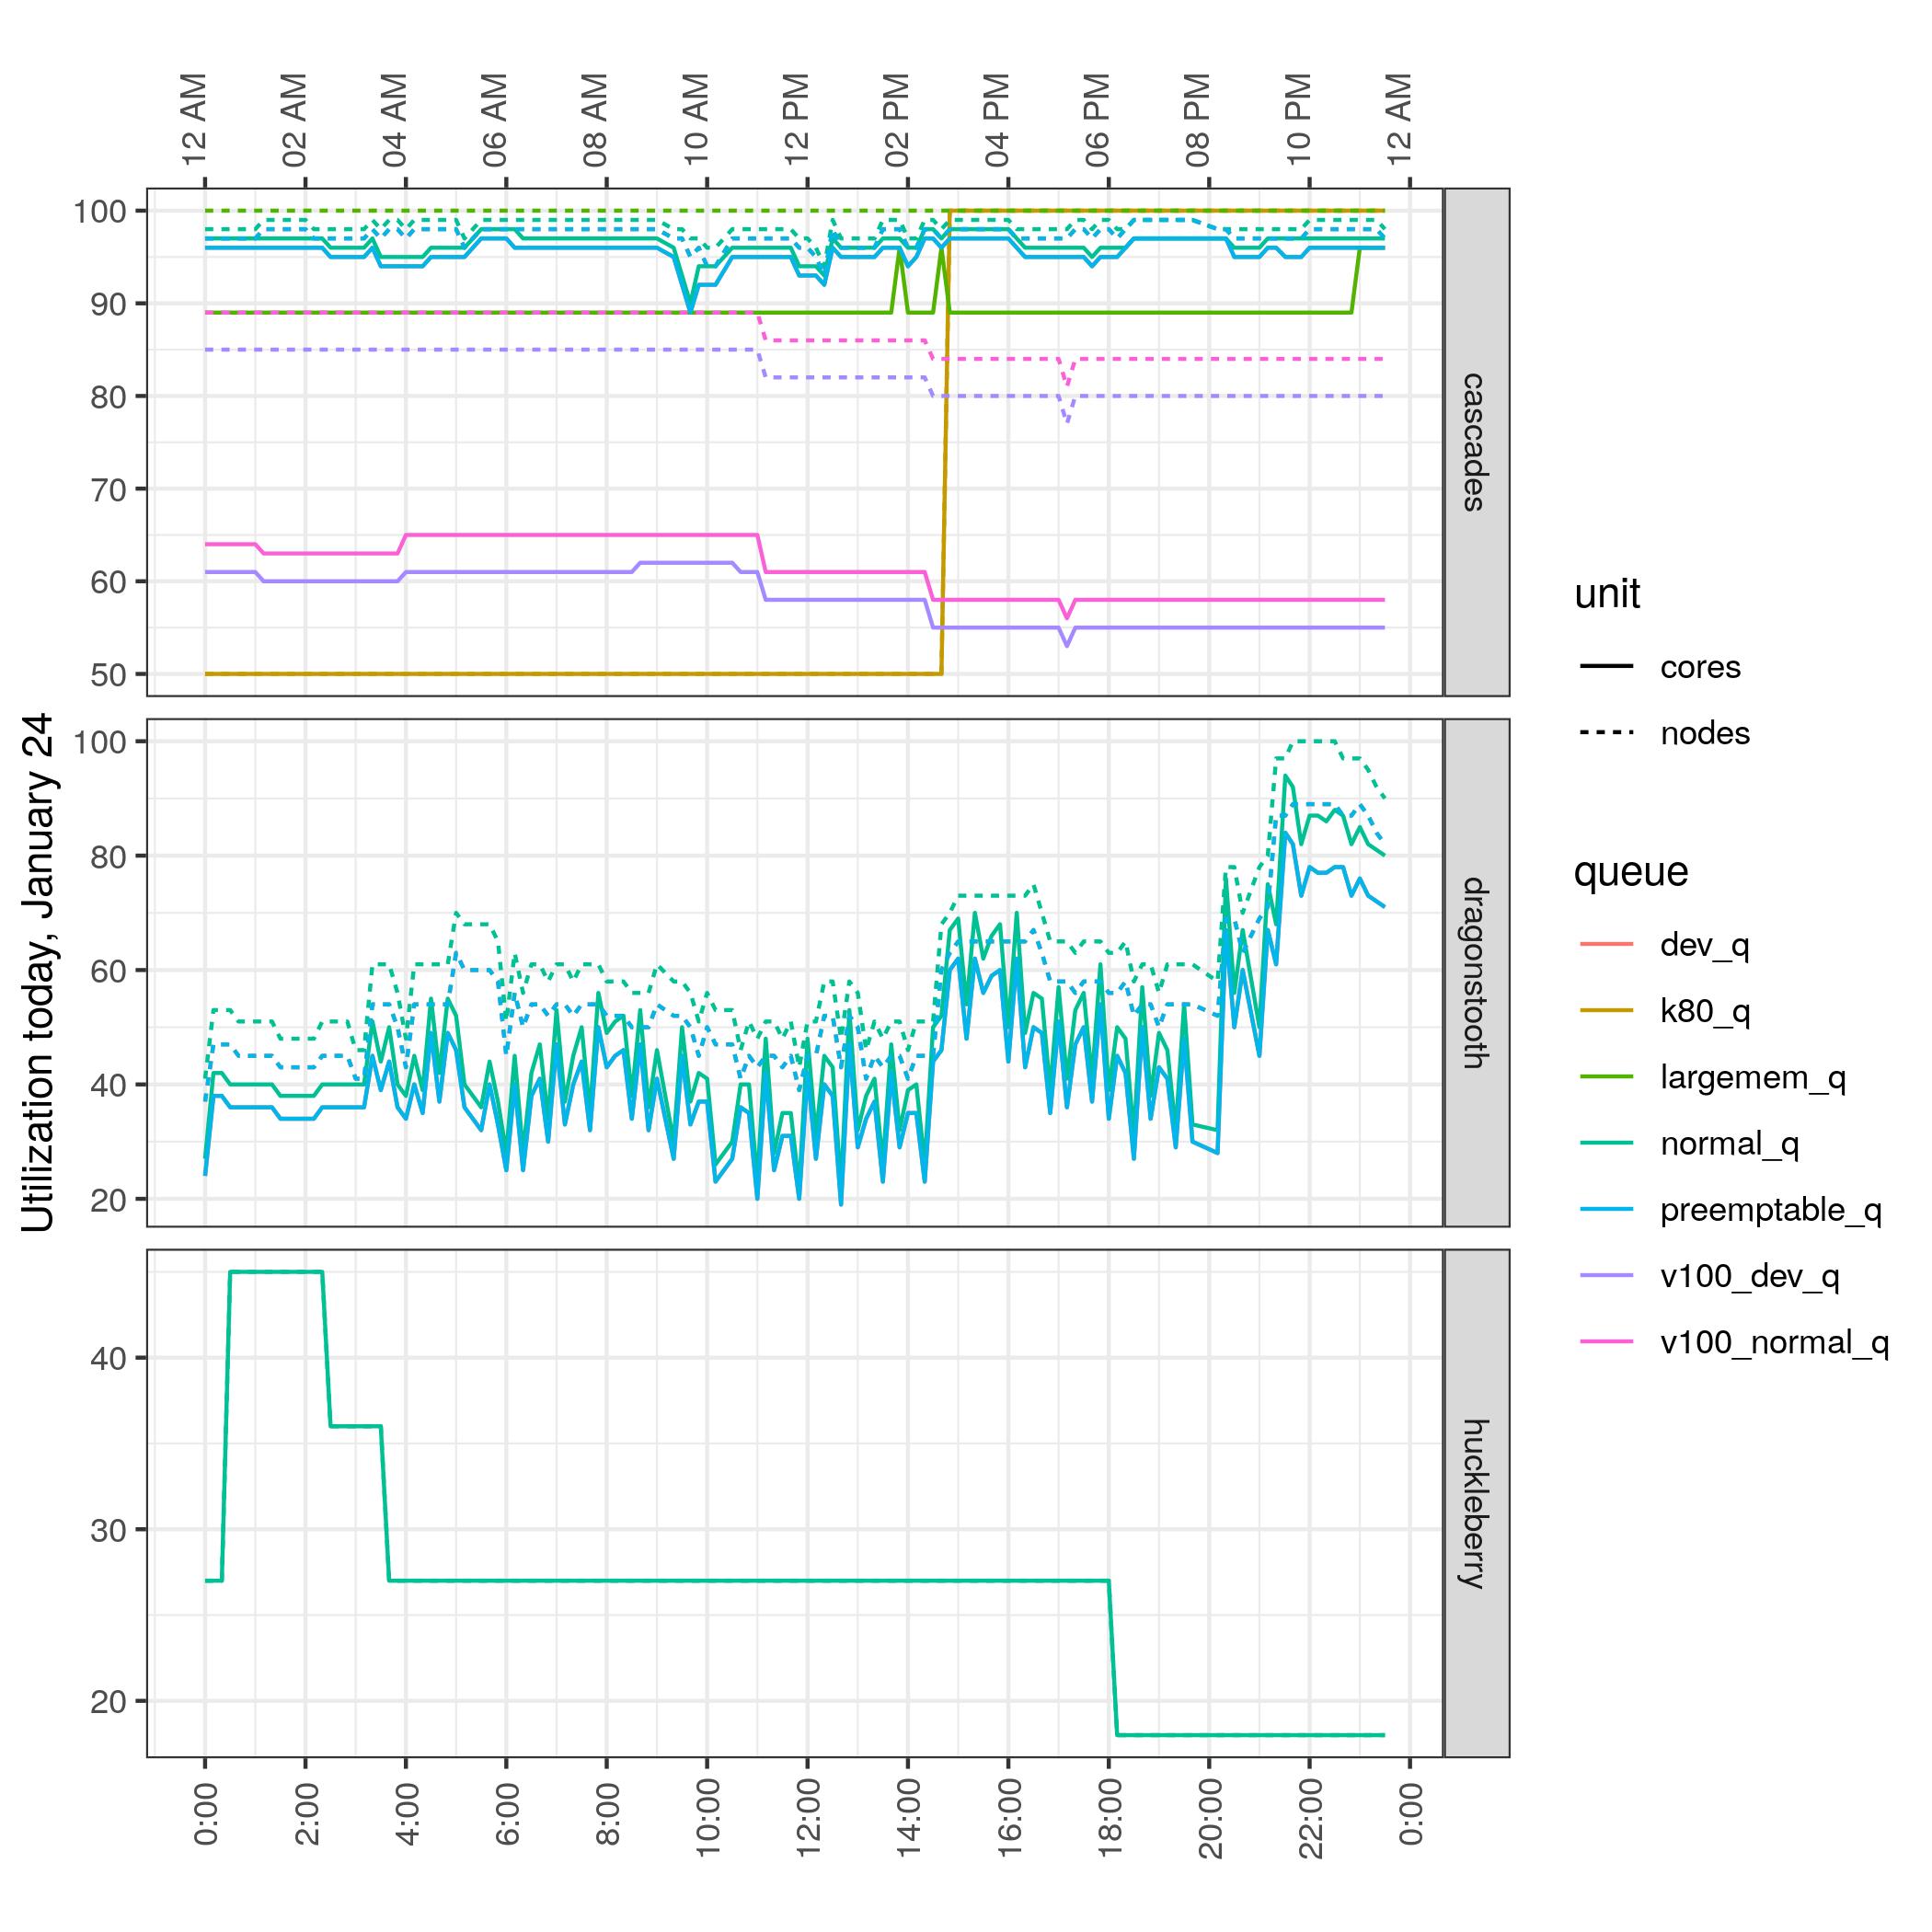 12 AM
02 AM
04 AM
06 AM
08 AM
10 AM
12 PM
02 PM
04 PM
06 PM
08 PM
10 PM
12 AM
Utilization today, January 24
100
90
80
70
60
50
cascades
100
80
60
40
20
dragonstooth
40
30
20
huckleberry
0:00
2:00
4:00
6:00
8:00
10:00
12:00
14:00
16:00
18:00
20:00
22:00
0:00
unit
cores
nodes
queue
dev_q
k80_q
largemem_q
normal_q
preemptable_q
v100_dev_q
v100_normal_q